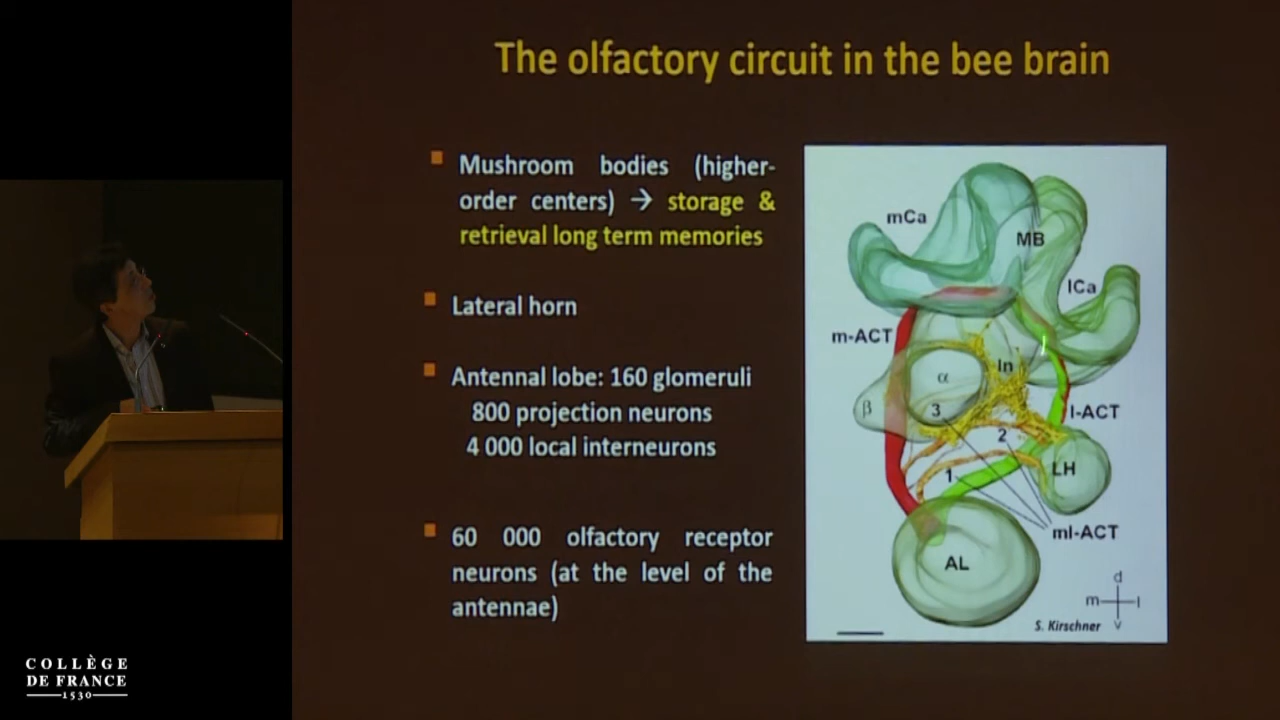 The olfactory circuit in the bee brain
Mushroom bodies (higher-
order centers) → storage &
retrieval long term memories
Lateral horn
Antennal lobe: 160 glomeruli
800 projection neurons
4 000 local interneurons
60 000 olfactory receptor
neurons (at the level of the
antennae)
mCa
MB
lCa
m-ACT
In
α
β
3
l-ACT
2
LH
1
ml-ACT
AL
d
m
l
v
S. Kirschner
COLLÈGE
DE FRANCE
1530